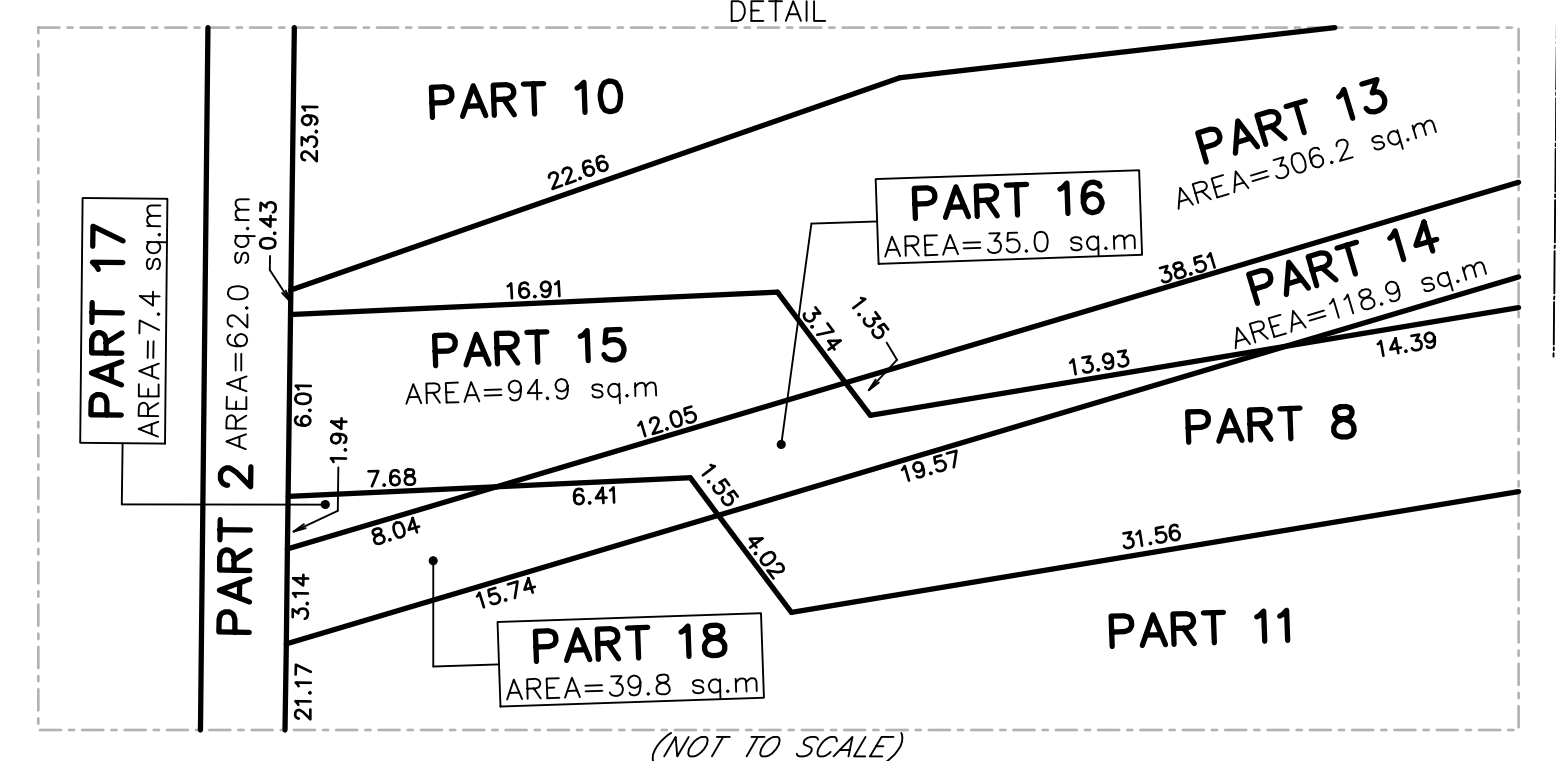 DETAIL
PART 10
23.91
22.66
PART 13
AREA=306.2 sq.m
PART 16
AREA=35.0 sq.m
PART 17
AREA=7.4 sq.m
PART 2 AREA=62.0 sq.m
0.43
16.91
3.74
1.35
38.51
PART 14
AREA=118.9 sq.m
PART 15
AREA=94.9 sq.m
6.01
12.05
13.93
14.39
1.94
7.68
6.41
1.55
19.57
PART 8
8.04
4.02
31.56
3.14
15.74
PART 18
AREA=39.8 sq.m
PART 11
21.17
(NOT TO SCALE)